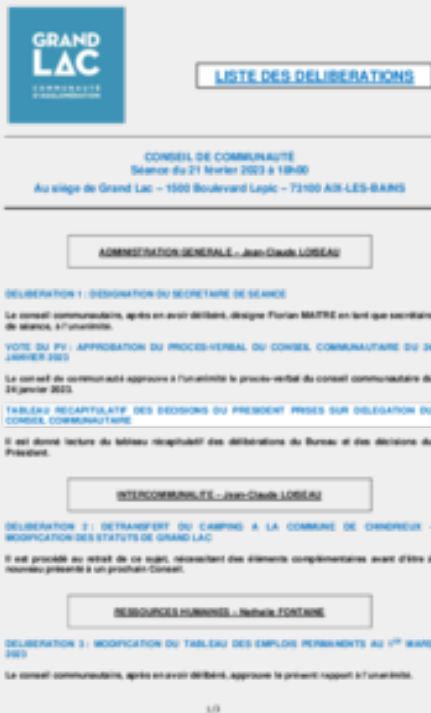 GRAND
LAC
COMMUNAUTÉ
D'AGGLOMÉRATION
LISTE DES DELIBERATIONS
CONSEIL DE COMMUNAUTÉ
Séance du 21 février 2023 à 18h00
Au siège de Grand Lac – 1500 Boulevard Lepic – 73100 AIX-LES-BAINS
ADMINISTRATION GENERALE – Jean-Claude LOISEAU
DELIBERATION 1 : DESIGNATION DU SECRETAIRE DE SEANCE
Le conseil communautaire, après en avoir délibéré, désigne Florian MAITRE en tant que secrétaire
de séance, à l'unanimité.
VOTE DU PV : APPROBATION DU PROCES-VERBAL DU CONSEIL COMMUNAUTAIRE DU 24
JANVIER 2023
Le conseil de communauté approuve à l'unanimité le procès-verbal du conseil communautaire du
24 janvier 2023.
TABLEAU RECAPITULATIF DES DECISIONS DU PRESIDENT PRISES SUR DELEGATION DU
CONSEIL COMMUNAUTAIRE
Il est donné lecture du tableau récapitulatif des délibérations du Bureau et des décisions du
Président.
INTERCOMMUNALITE – Jean-Claude LOISEAU
DELIBERATION 2 : DETRANSFERT DU CAMPING A LA COMMUNE DE CHINDRIEUX -
MODIFICATION DES STATUTS DE GRAND LAC
Il est procédé au retrait de ce sujet, nécessitant des éléments complémentaires avant d'être à
nouveau présenté à un prochain Conseil.
RESSOURCES HUMAINES – Nathalie FONTAINE
DELIBERATION 3 : MODIFICATION DU TABLEAU DES EMPLOIS PERMANENTS AU 1ER MARS
2023
Le conseil communautaire, après en avoir délibéré, approuve le présent rapport à l'unanimité.
1/3